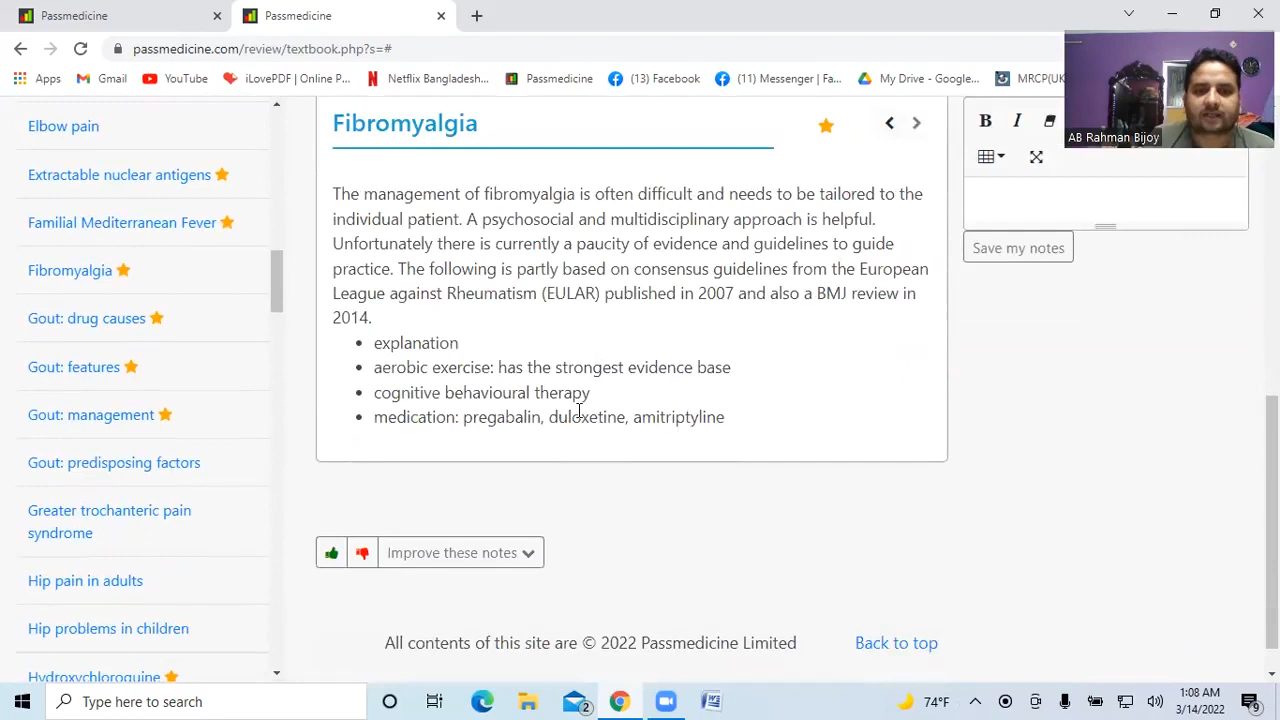 Passmedicine
Passmedicine
passmedicine.com/review/textbook.php?s=#
Apps
Gmail
YouTube
iLovePDF | Online P...
Netflix Bangladesh...
Passmedicine
(13) Facebook
(11) Messenger | Fa...
My Drive - Google...
MRCP(UK
AB Rahman Bijoy
Elbow pain
Extractable nuclear antigens
Familial Mediterranean Fever
Fibromyalgia
Gout: drug causes
Gout: features
Gout: management
Gout: predisposing factors
Greater trochanteric pain
syndrome
Hip pain in adults
Hip problems in children
Hydroxychloroquine
Fibromyalgia
The management of fibromyalgia is often difficult and needs to be tailored to the
individual patient. A psychosocial and multidisciplinary approach is helpful.
Unfortunately there is currently a paucity of evidence and guidelines to guide
practice. The following is partly based on consensus guidelines from the European
League against Rheumatism (EULAR) published in 2007 and also a BMJ review in
2014.
• explanation
• aerobic exercise: has the strongest evidence base
• cognitive behavioural therapy
• medication: pregabalin, duloxetine, amitriptyline
Improve these notes
All contents of this site are © 2022 Passmedicine Limited
Back to top
B I
Save my notes
Type here to search
2
74°F
1:08 AM
3/14/2022
9